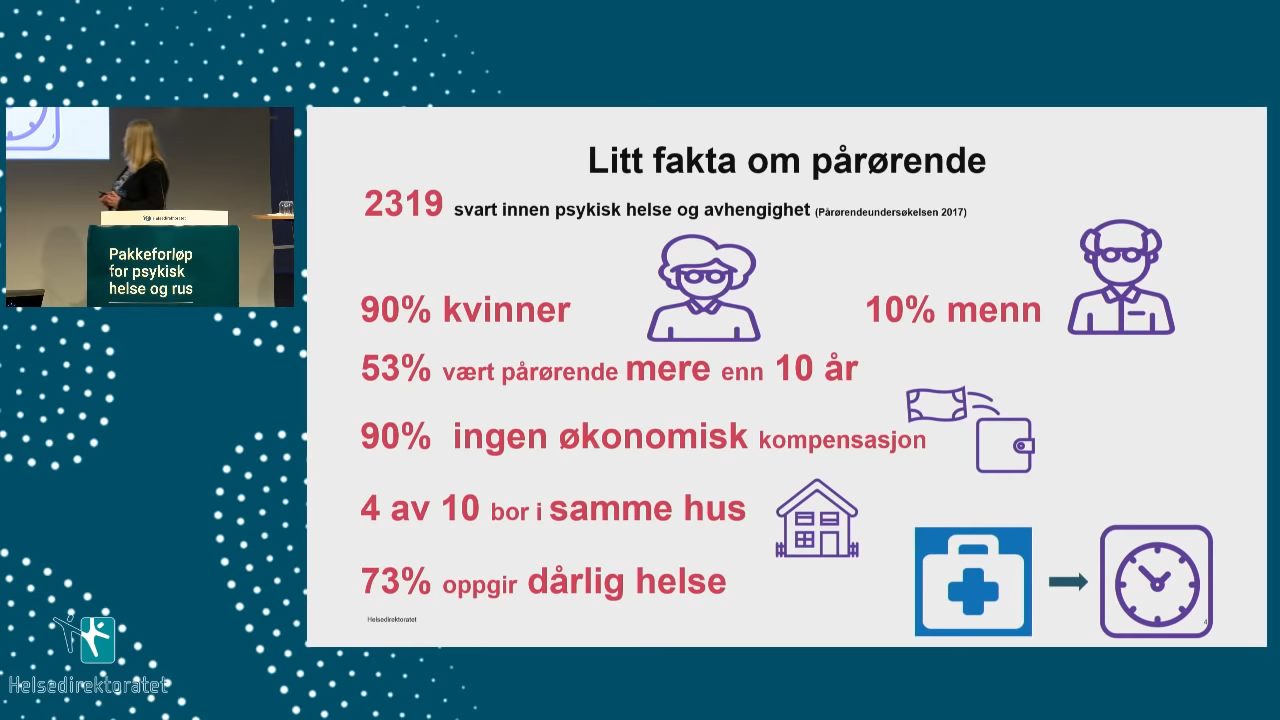 Litt fakta om pårørende
2319 svart innen psykisk helse og avhengighet (Pårørendeundersøkelsen 2017)
90% kvinner
10% menn
53% vært pårørende mere enn 10 år
90% ingen økonomisk kompensasjon
4 av 10 bor i samme hus
73% oppgir dårlig helse
Helsedirektoratet
4
Helsedirektoratet
Pakkeforløp
for psykisk
helse og rus
Helsedirektoratet